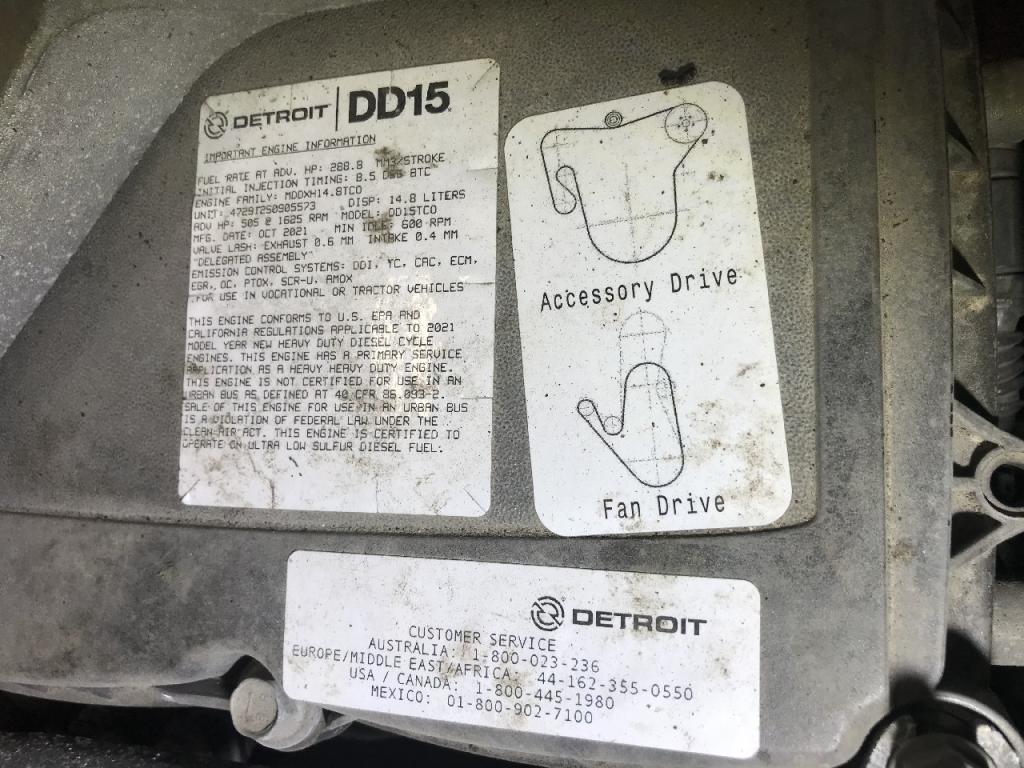 DETROIT DD15
IMPORTANT ENGINE INFORMATION
FUEL RATE AT ADV. HP: 288.8 MM3/STROKE
INITIAL INJECTION TIMING: 8.5 DEG BTC
ENGINE FAMILY: MDDXH14.8TCD DISP: 14.8 LITERS
UNIT: 472912S0905573
ADV HP: 505 @ 1625 RAM MODEL: DD15TCO
MFG. DATE: OCT 2021 MIN IDLE: 600 RPM
VALVE LASH: EXHAUST 0.6 MM INTAKE 0.4 MM
"DELEGATED ASSEMBLY"
EMISSION CONTROL SYSTEMS: DDI, TC, CAC, ECM,
EGR, OC, PTOX, SCR-U, AMOX
FOR USE IN VOCATIONAL OR TRACTOR VEHICLES
THIS ENGINE CONFORMS TO U.S. EPA AND
CALIFORNIA REGULATIONS APPLICABLE TO 2021
MODEL YEAR NEW HEAVY DUTY DIESEL CYCLE
ENGINES. THIS ENGINE HAS A PRIMARY SERVICE
APPLICATION AS A HEAVY HEAVY DUTY ENGINE.
THIS ENGINE IS NOT CERTIFIED FOR USE IN AN
URBAN BUS AS DEFINED AT 40 CFR 86.093-2.
SALE OF THIS ENGINE FOR USE IN AN URBAN BUS
IS A VIOLATION OF FEDERAL LAW UNDER THE
CLEAN AIR ACT. THIS ENGINE IS CERTIFIED TO
OPERATE ON ULTRA LOW SULFUR DIESEL FUEL.
Accessory Drive
Fan Drive
DETROIT
CUSTOMER SERVICE
AUSTRALIA: 1-800-023-236
EUROPE/MIDDLE EAST/AFRICA: 44-162-355-0550
USA / CANADA: 1-800-445-1980
MEXICO: 01-800-902-7100